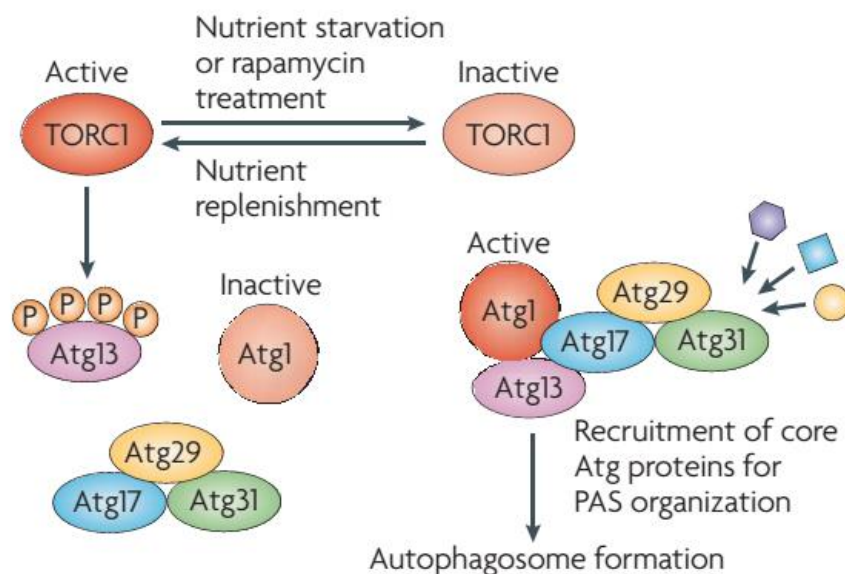 Nutrient starvation
or rapamycin
treatment
Active
Inactive
TORC1
TORC1
Nutrient
replenishment
Active
Inactive
P P P P
Atg13
Atg1
Atg1
Atg29
Atg17
Atg31
Atg13
Atg29
Atg17
Atg31
Recruitment of core
Atg proteins for
PAS organization
Autophagosome formation